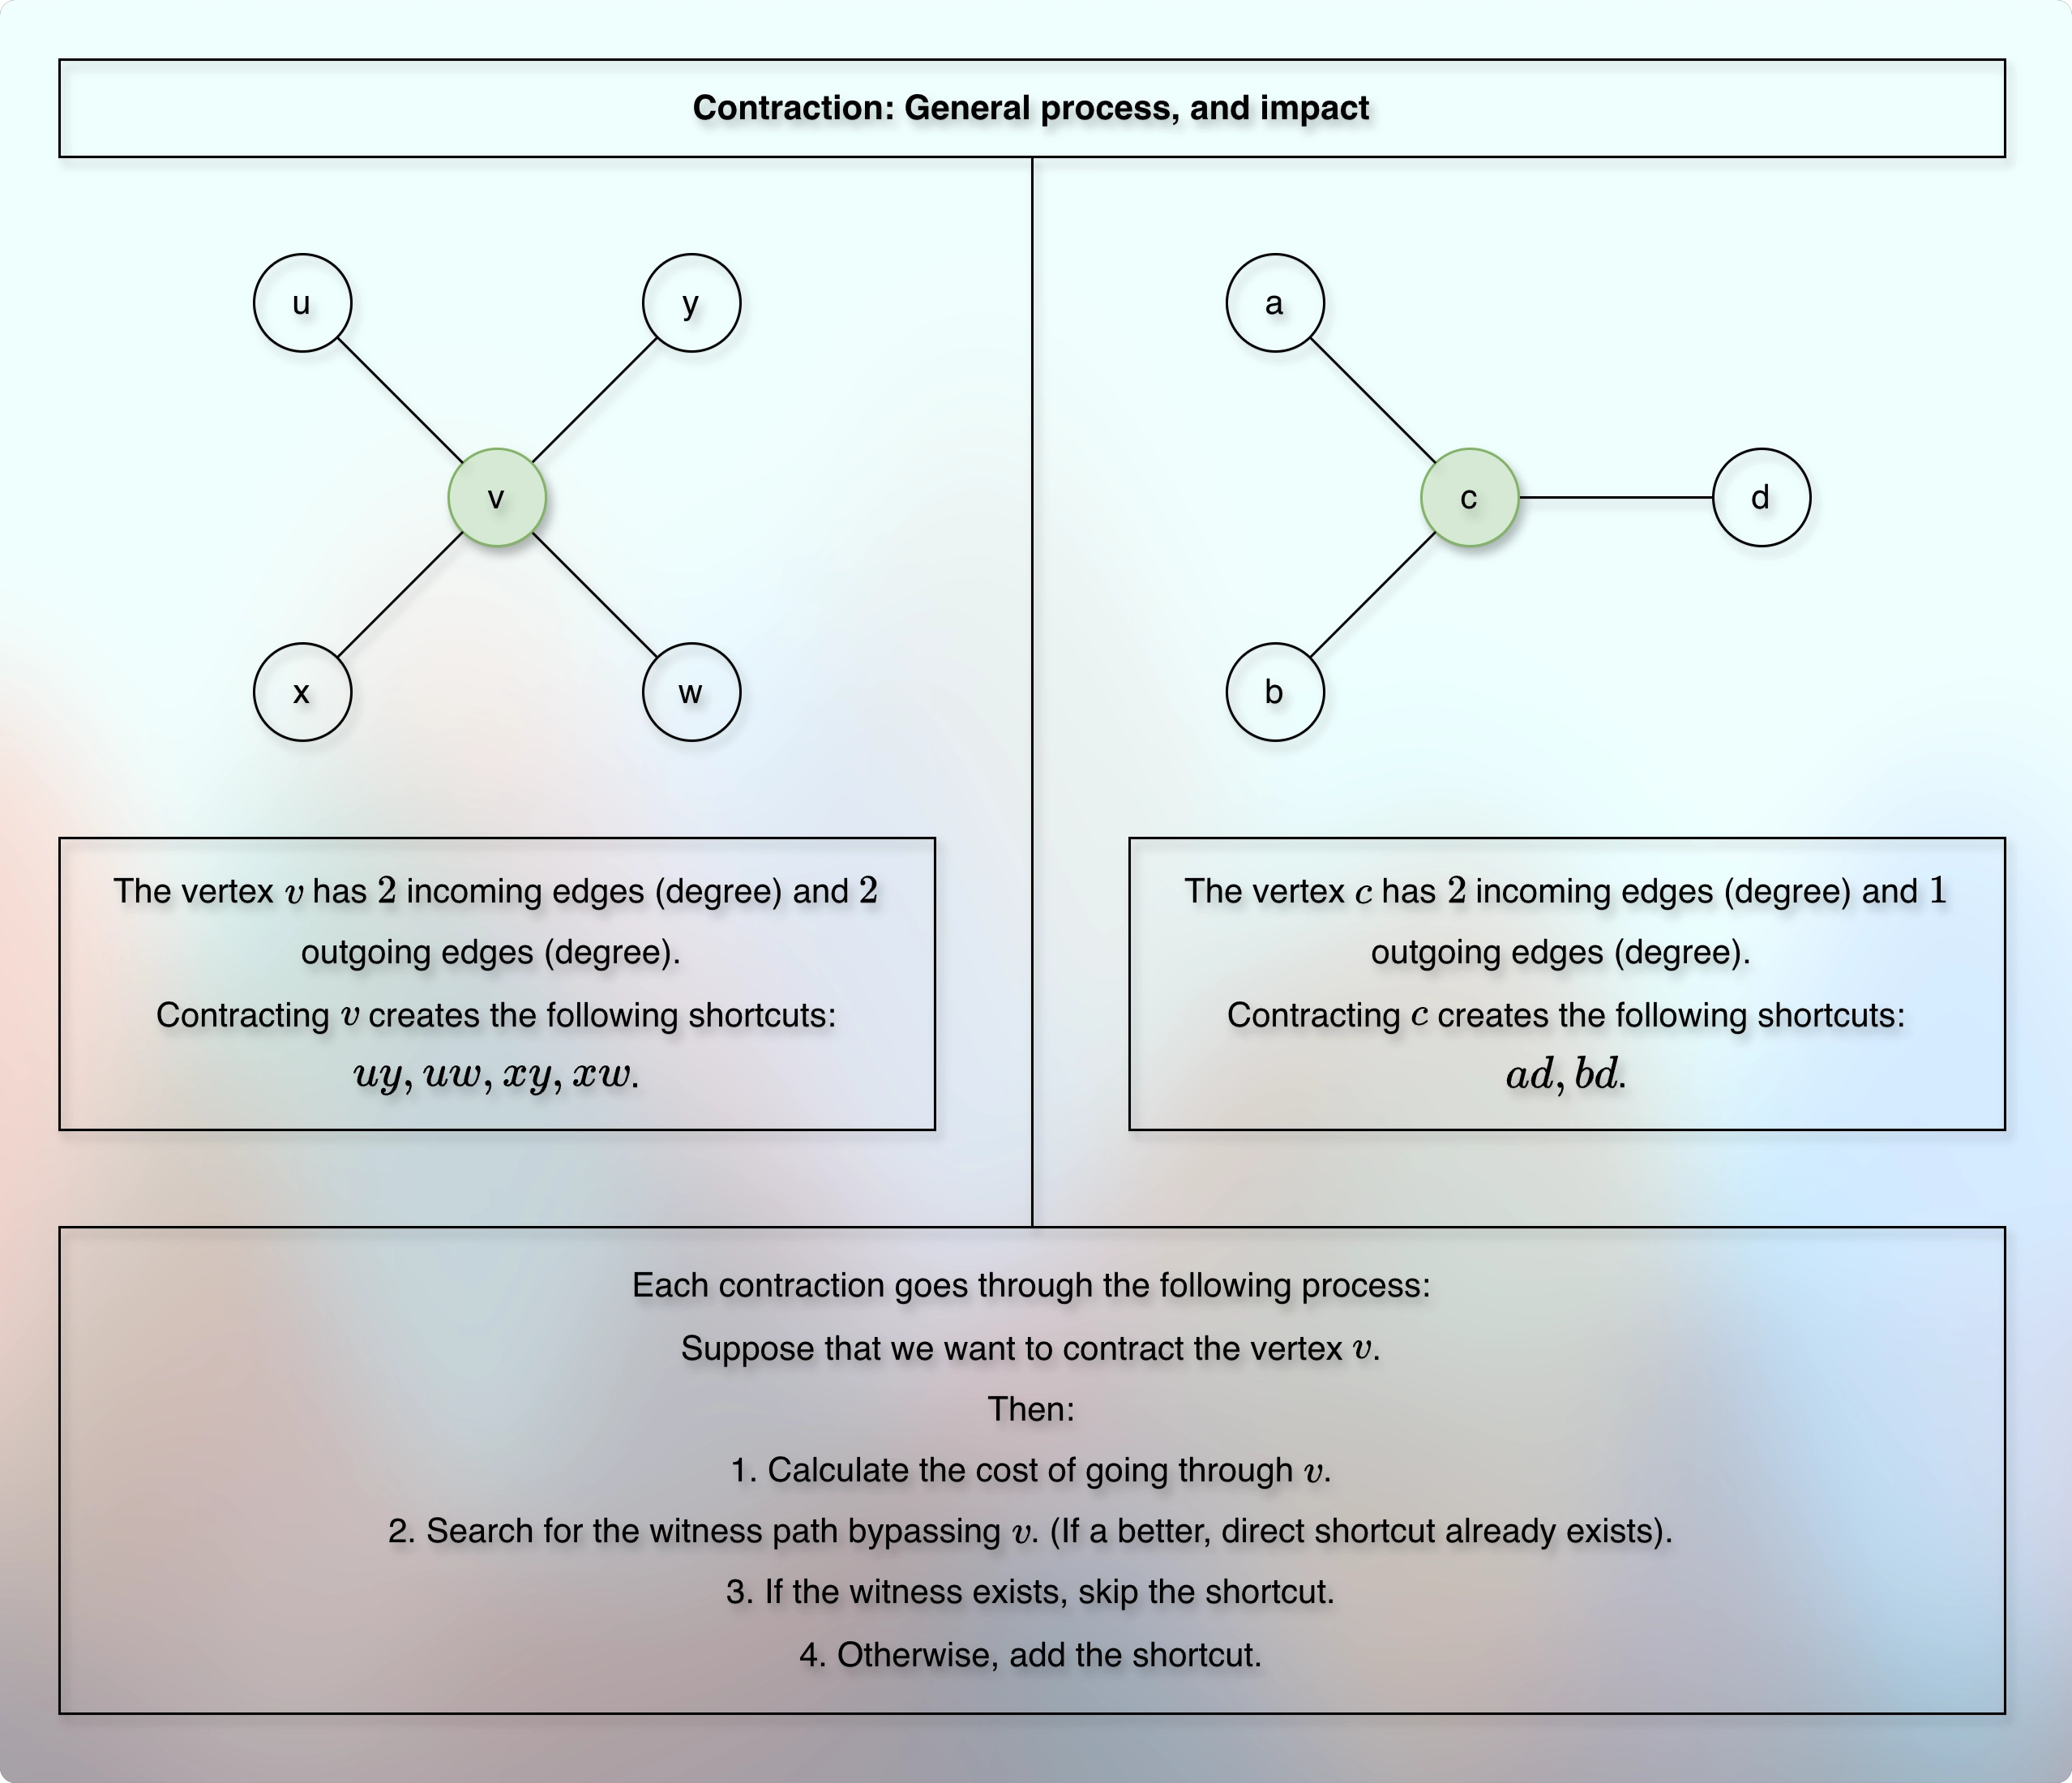 Contraction: General process, and impact
u
y
v
x
w
a
c
d
b
The vertex v has 2 incoming edges (degree) and 2
outgoing edges (degree).
Contracting v creates the following shortcuts:
uy, uw, xy, xw.
The vertex c has 2 incoming edges (degree) and 1
outgoing edges (degree).
Contracting c creates the following shortcuts:
ad, bd.
Each contraction goes through the following process:
Suppose that we want to contract the vertex v.
Then:
1. Calculate the cost of going through v.
2. Search for the witness path bypassing v. (If a better, direct shortcut already exists).
3. If the witness exists, skip the shortcut.
4. Otherwise, add the shortcut.